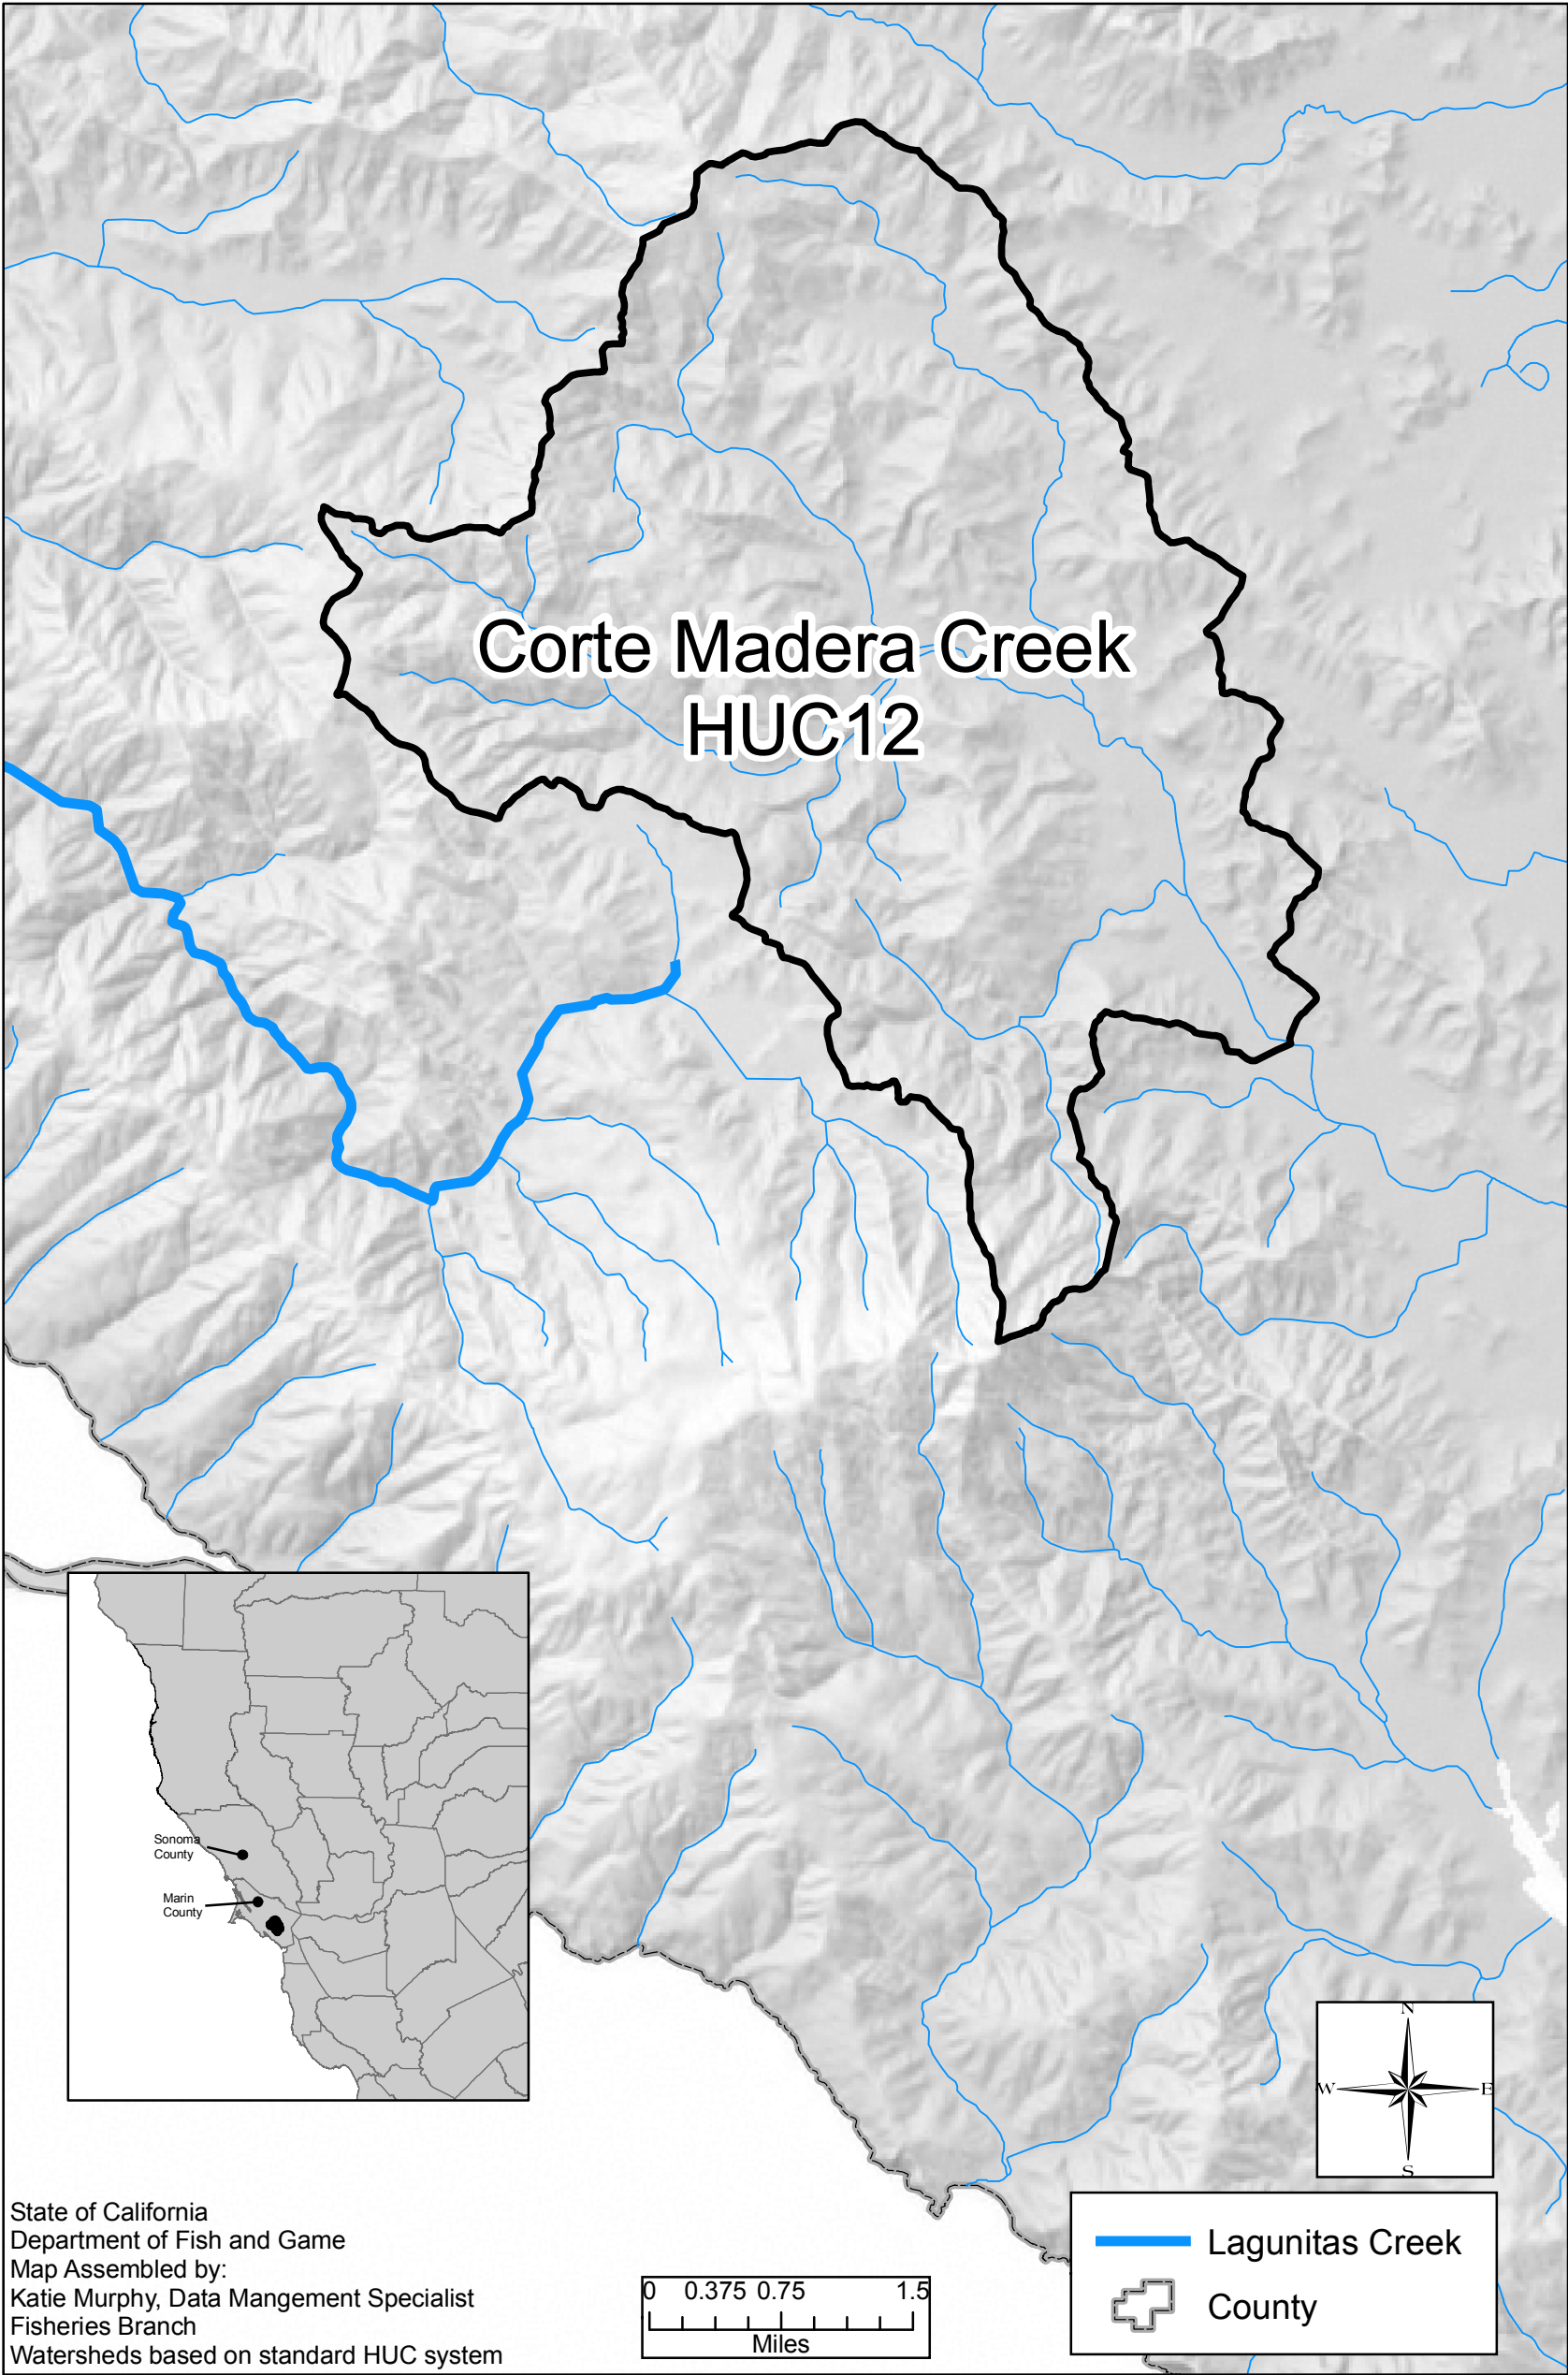 Corte Madera Creek
HUC12
Sonoma
County
Marin
County
N
W E
S
State of California
Department of Fish and Game
Map Assembled by:
Katie Murphy, Data Mangement Specialist
Fisheries Branch
Watersheds based on standard HUC system
0 0.375 0.75 1.5
Miles
Lagunitas Creek
County